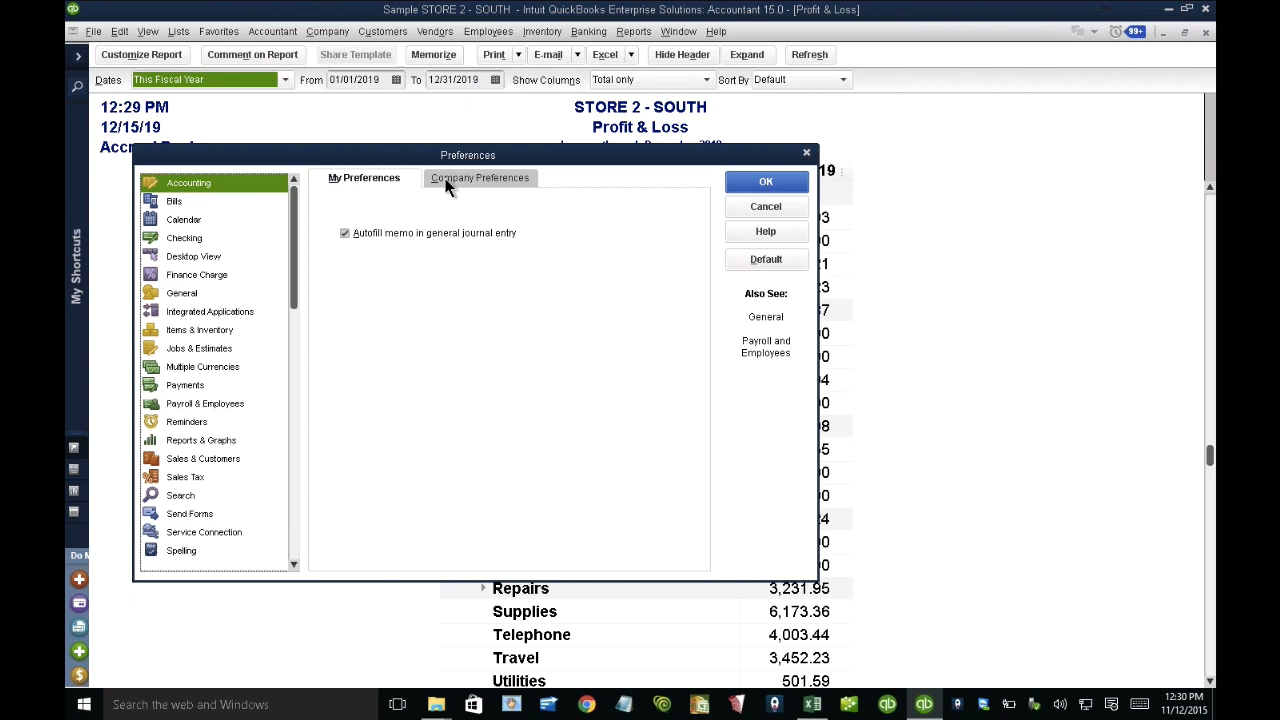 Sample STORE 2 - SOUTH - Intuit QuickBooks Enterprise Solutions: Accountant 15.0 - [Profit & Loss]
File Edit View Lists Favorites Accountant Company Customers Vendors Employees Inventory Banking Reports Window Help 99+
Customize Report Comment on Report Share Template Memorize Print E-mail Excel Hide Header Expand Refresh
Dates This Fiscal Year From 01/01/2019 To 12/31/2019 Show Columns Total only Sort By Default
12:29 PM STORE 2 - SOUTH
12/15/19 Profit & Loss
Preferences
My Preferences Company Preferences
Autofill memo in general journal entry
Accounting
Bills
Calendar
Checking
Desktop View
Finance Charge
General
Integrated Applications
Items & Inventory
Jobs & Estimates
Multiple Currencies
Payments
Payroll & Employees
Reminders
Reports & Graphs
Sales & Customers
Sales Tax
Search
Send Forms
Service Connection
Spelling
OK
Cancel
Help
Default
Also See:
General
Payroll and
Employees
My Shortcuts
Repairs 3,231.95
Supplies 6,173.36
Telephone 4,003.44
Travel 3,452.23
Utilities 501.59
Search the web and Windows
12:30 PM
11/12/2015